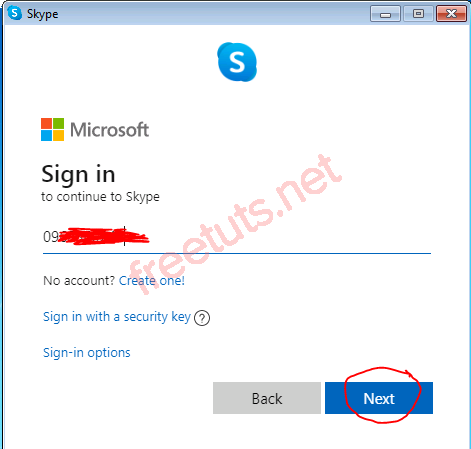 Skype
S
Microsoft
Sign in
to continue to Skype
09
No account? Create one!
Sign in with a security key ?
Sign-in options
Back Next
freetuts.net